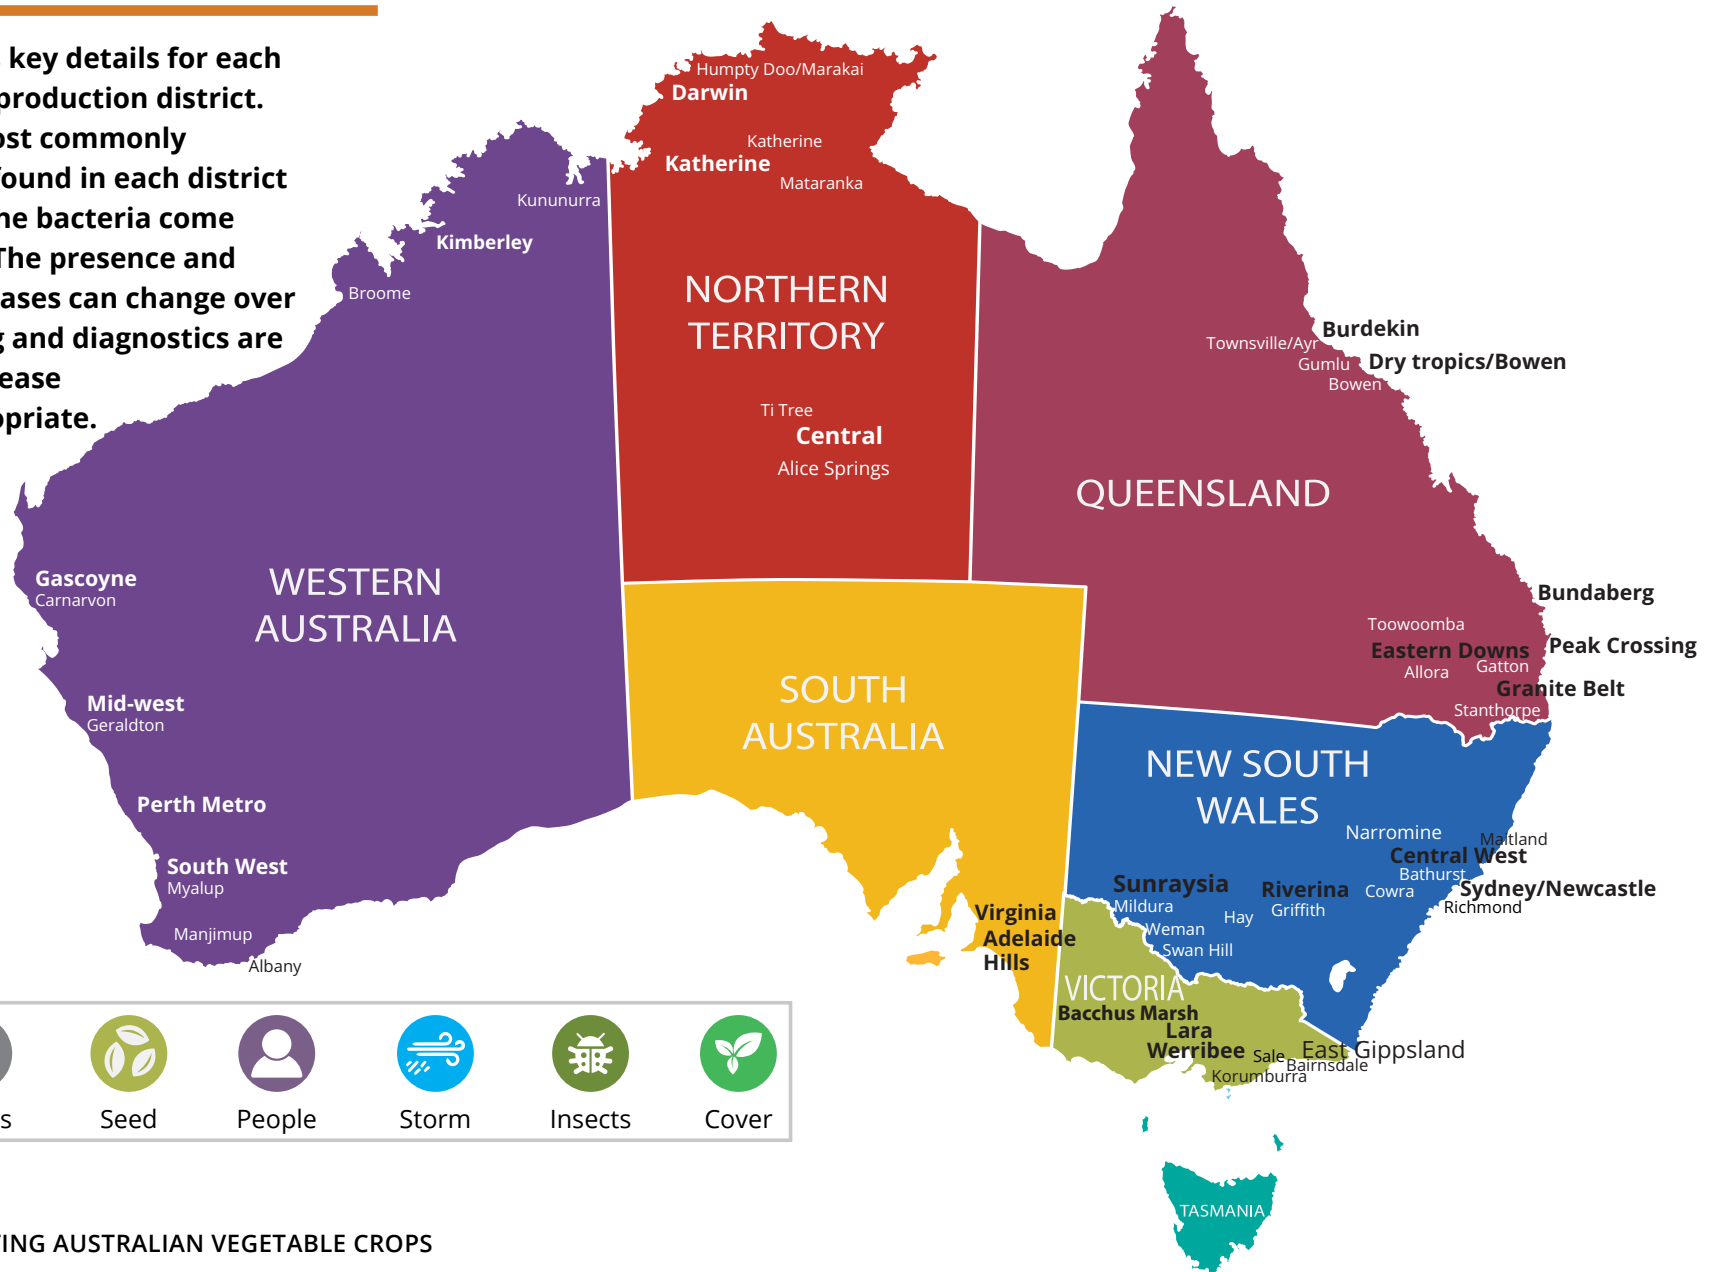 key details for each
production district.
ost commonly
found in each district
ne bacteria come
The presence and
ases can change over
g and diagnostics are
ease
opriate.
Humpty Doo/Marakai
Darwin
Katherine
Katherine
Mataranka
Kununurra
Kimberley
Broome
NORTHERN
TERRITORY
Ti Tree
Central
Alice Springs
Burdekin
Townsville/Ayr
Gumlu
Dry tropics/Bowen
Bowen
QUEENSLAND
Gascoyne
Carnarvon
WESTERN
AUSTRALIA
Bundaberg
Toowoomba
Eastern Downs
Peak Crossing
Allora
Gatton
Granite Belt
Stanthorpe
Mid-west
Geraldton
SOUTH
AUSTRALIA
NEW SOUTH
WALES
Perth Metro
Narromine
Maitland
Central West
Bathurst
South West
Myalup
Sunraysia
Mildura
Riverina
Griffith
Cowra
Sydney/Newcastle
Richmond
Hay
Weman
Swan Hill
Virginia
Adelaide
Hills
Manjimup
Albany
VICTORIA
Bacchus Marsh
Lara
Werribee
Sale
East Gippsland
Bairnsdale
Korumburra
s
Seed
People
Storm
Insects
Cover
TASMANIA
TING AUSTRALIAN VEGETABLE CROPS